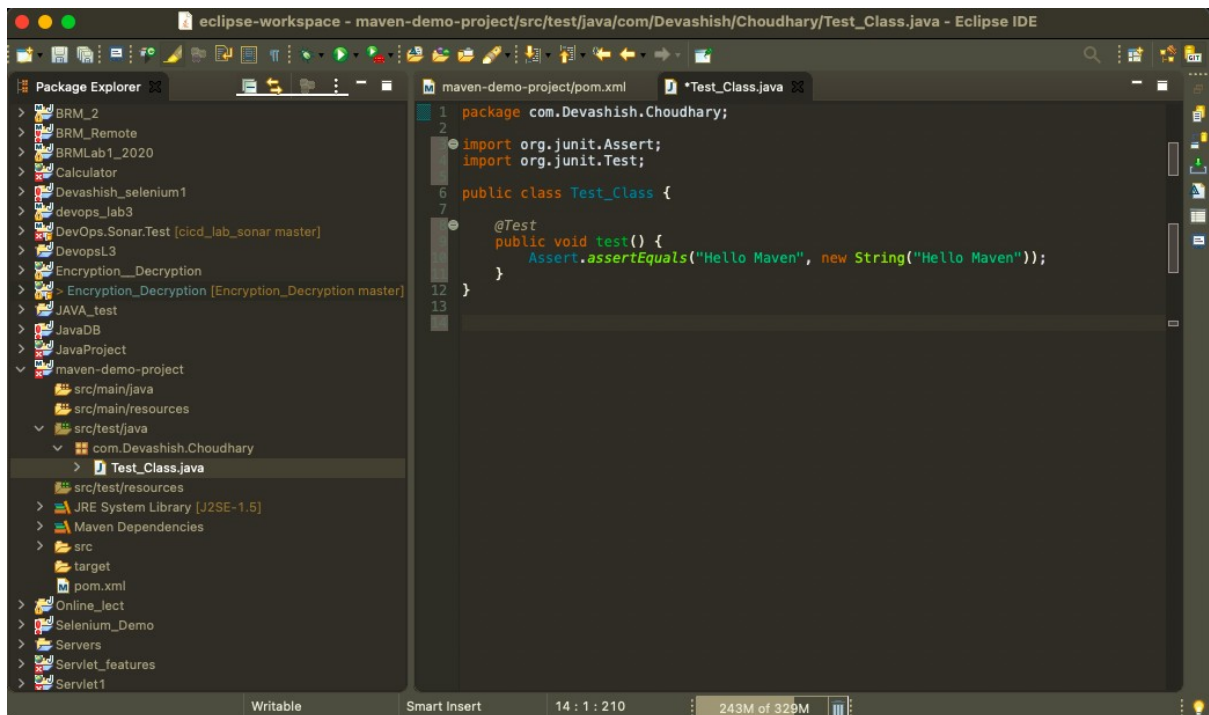 eclipse-workspace - maven-demo-project/src/test/java/com/Devashish/Choudhary/Test_Class.java - Eclipse IDE
Package Explorer
BRM_2
BRM_Remote
BRMLab1_2020
Calculator
Devashish_selenium1
devops_lab3
DevOps.Sonar.Test [cicd_lab_sonar master]
DevopsL3
Encryption__Decryption
> Encryption_Decryption [Encryption_Decryption master]
JAVA_test
JavaDB
JavaProject
maven-demo-project
src/main/java
src/main/resources
src/test/java
com.Devashish.Choudhary
Test_Class.java
src/test/resources
JRE System Library [J2SE-1.5]
Maven Dependencies
src
target
pom.xml
Online_lect
Selenium_Demo
Servers
Servlet_features
Servlet1
maven-demo-project/pom.xml
*Test_Class.java
1 package com.Devashish.Choudhary;
2
3 import org.junit.Assert;
4 import org.junit.Test;
5
6 public class Test_Class {
7
8 @Test
9 public void test() {
10 Assert.assertEquals("Hello Maven", new String("Hello Maven"));
11 }
12 }
13
14
Writable
Smart Insert
14 : 1 : 210
243M of 329M
GIT